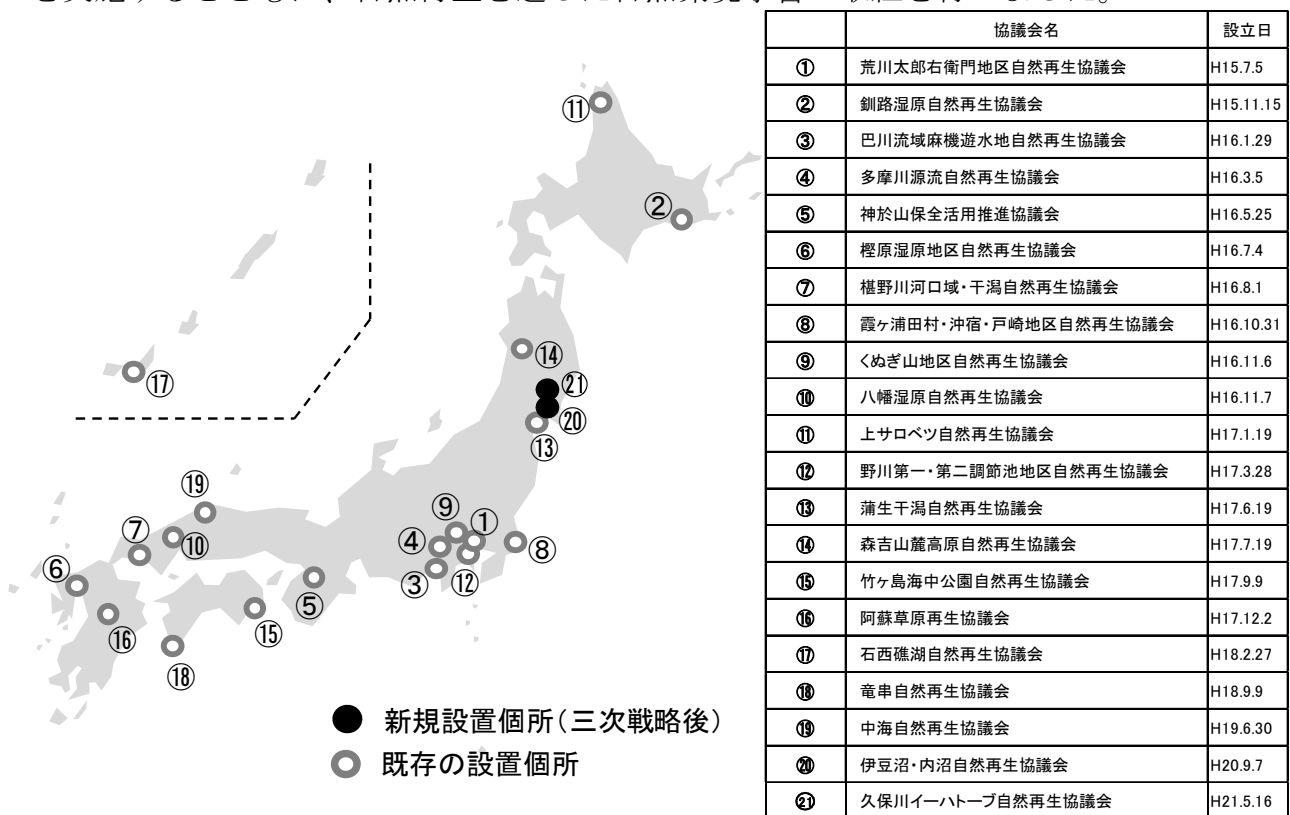 協議会名 設立日
① 荒川太郎右衛門地区自然再生協議会 H15.7.5
② 釧路湿原自然再生協議会 H15.11.15
③ 巴川流域麻機遊水地自然再生協議会 H16.1.29
④ 多摩川源流自然再生協議会 H16.3.5
⑤ 神於山保全活用推進協議会 H16.5.25
⑥ 樫原湿原地区自然再生協議会 H16.7.4
⑦ 椹野川河口域・干潟自然再生協議会 H16.8.1
⑧ 霞ヶ浦田村・沖宿・戸崎地区自然再生協議会 H16.10.31
⑨ くぬぎ山地区自然再生協議会 H16.11.6
⑩ 八幡湿原自然再生協議会 H16.11.7
⑪ 上サロベツ自然再生協議会 H17.1.19
⑫ 野川第一・第二調節池地区自然再生協議会 H17.3.28
⑬ 蒲生干潟自然再生協議会 H17.6.19
⑭ 森吉山麓高原自然再生協議会 H17.7.19
⑮ 竹ヶ島海中公園自然再生協議会 H17.9.9
⑯ 阿蘇草原再生協議会 H17.12.2
⑰ 石西礁湖自然再生協議会 H18.2.27
⑱ 竜串自然再生協議会 H18.9.9
⑲ 中海自然再生協議会 H19.6.30
⑳ 伊豆沼・内沼自然再生協議会 H20.9.7
㉑ 久保川イーハトーブ自然再生協議会 H21.5.16
⑪
②
⑭
⑰
㉑
⑳
⑬
⑲
⑨
①
⑦
⑩
④
⑧
⑥
③
⑫
⑤
⑯
⑮
⑱
● 新規設置個所（三次戦略後）
既存の設置個所